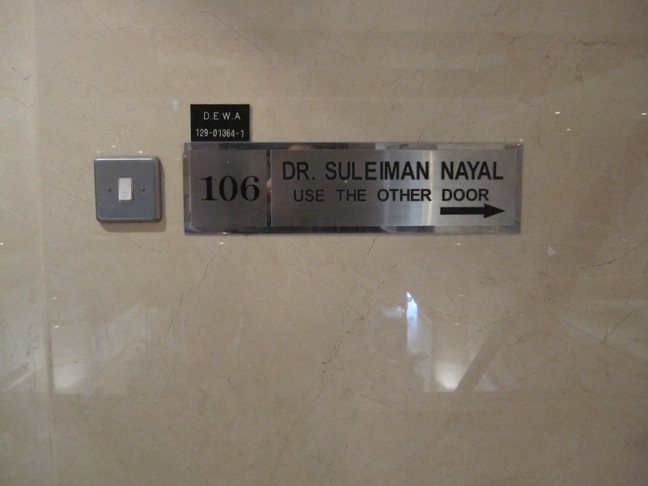 D.E.W.A
129-01364-1
106
DR. SULEIMAN NAYAL
USE THE OTHER DOOR